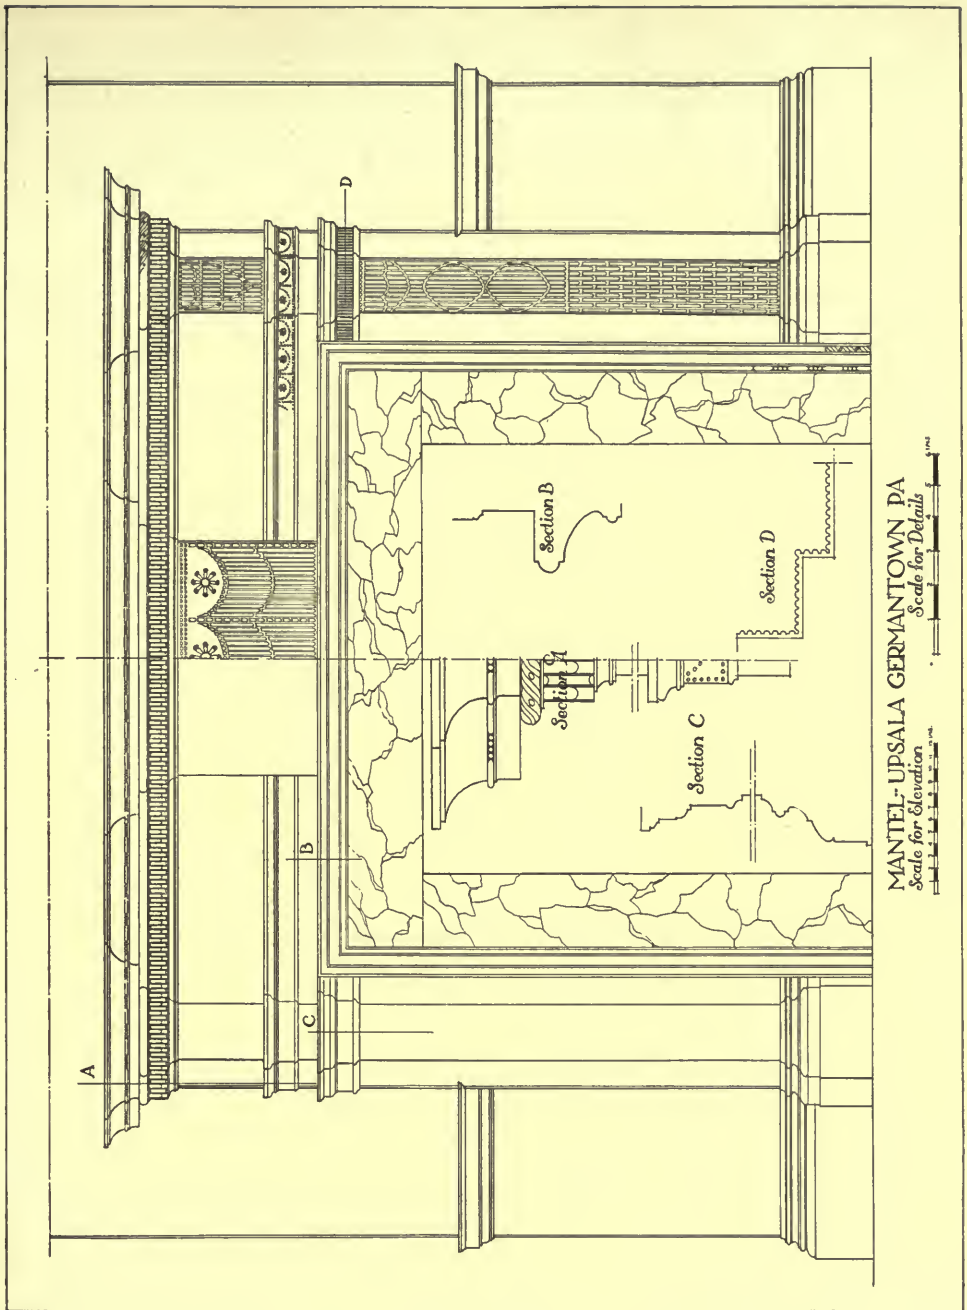 A
B
C
D
Section A
Section B
Section C
Section D
MANTEL-UPSALA GERMANTOWN PA
Scale for Elevation
Scale for Details